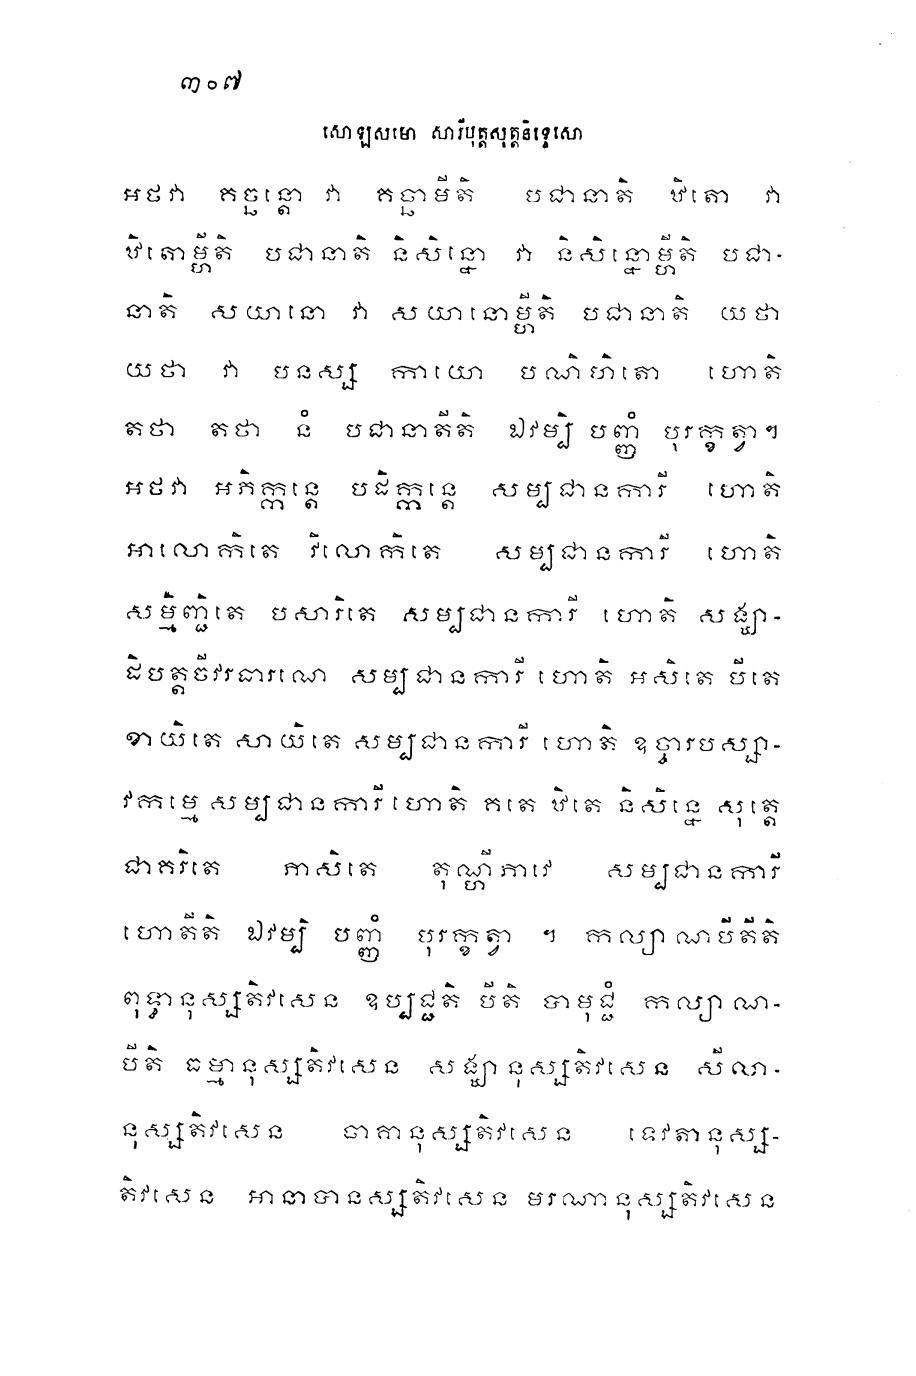 ៣០៧
សោឡសមោ សារីបុត្តសុត្តនិទ្ទេសោ
អថវា គច្ឆន្តោ វា គច្ឆាមីតិ បជានាតិ ឋិតោ វា
ឋិតោម្ហីតិ បជានាតិ និសិន្នោ វា និសិន្នោម្ហីតិ បជា-
នាតិ សយានោ វា សយានោម្ហីតិ បជានាតិ យថា
យថា វា បនស្ស កាយោ បណិហិតោ ហោតិ
តថា តថា នំ បជានាតីតិ ឯវម្បិ បញ្ញំ បុរក្ខត្វា។
អថវា អភិក្កន្តេ បដិក្កន្តេ សម្បជានការី ហោតិ
អាលោកិតេ វិលោកិតេ សម្បជានការី ហោតិ
សម្មិញ្ជិតេ បសារិតេ សម្បជានការី ហោតិ សង្ឃា-
ដិបត្តចីវរធារណេ សម្បជានការី ហោតិ អសិតេ បីតេ
ខាយិតេ សាយិតេ សម្បជានការី ហោតិ ឧច្ចារបស្សា-
វកម្មេ សម្បជានការី ហោតិ គតេ ឋិតេ និសិន្នេ សុត្តេ
ជាគរិតេ ភាសិតេ តុណ្ហីភាវេ សម្បជានការី
ហោតីតិ ឯវម្បិ បញ្ញំ បុរក្ខត្វា ។ កល្យាណបីតីតិ
ពុទ្ធានុស្សតិវសេន ឧប្បជ្ជតិ បីតិ បាមុជ្ជំ កល្យាណ-
បីតិ ធម្មានុស្សតិវសេន សង្ឃានុស្សតិវសេន សីលា-
នុស្សតិវសេន ចាគានុស្សតិវសេន ទេវតានុស្ស-
តិវសេន អានាបានស្សតិវសេន មរណានុស្សតិវសេន